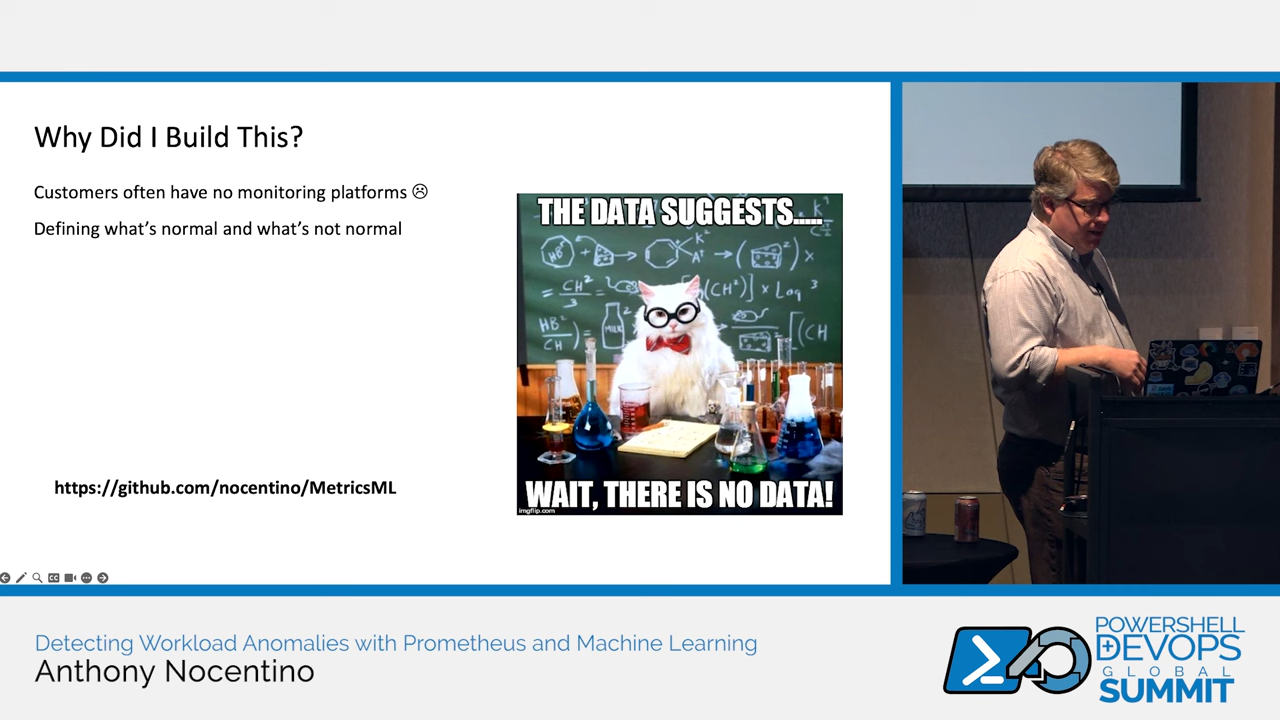 Why Did I Build This?
Customers often have no monitoring platforms ☹
Defining what's normal and what's not normal
THE DATA SUGGESTS.....
WAIT, THERE IS NO DATA!
imgflip.com
https://github.com/nocentino/MetricsML
Detecting Workload Anomalies with Prometheus and Machine Learning
Anthony Nocentino
POWERSHELL
DEVOPS
GLOBAL
SUMMIT